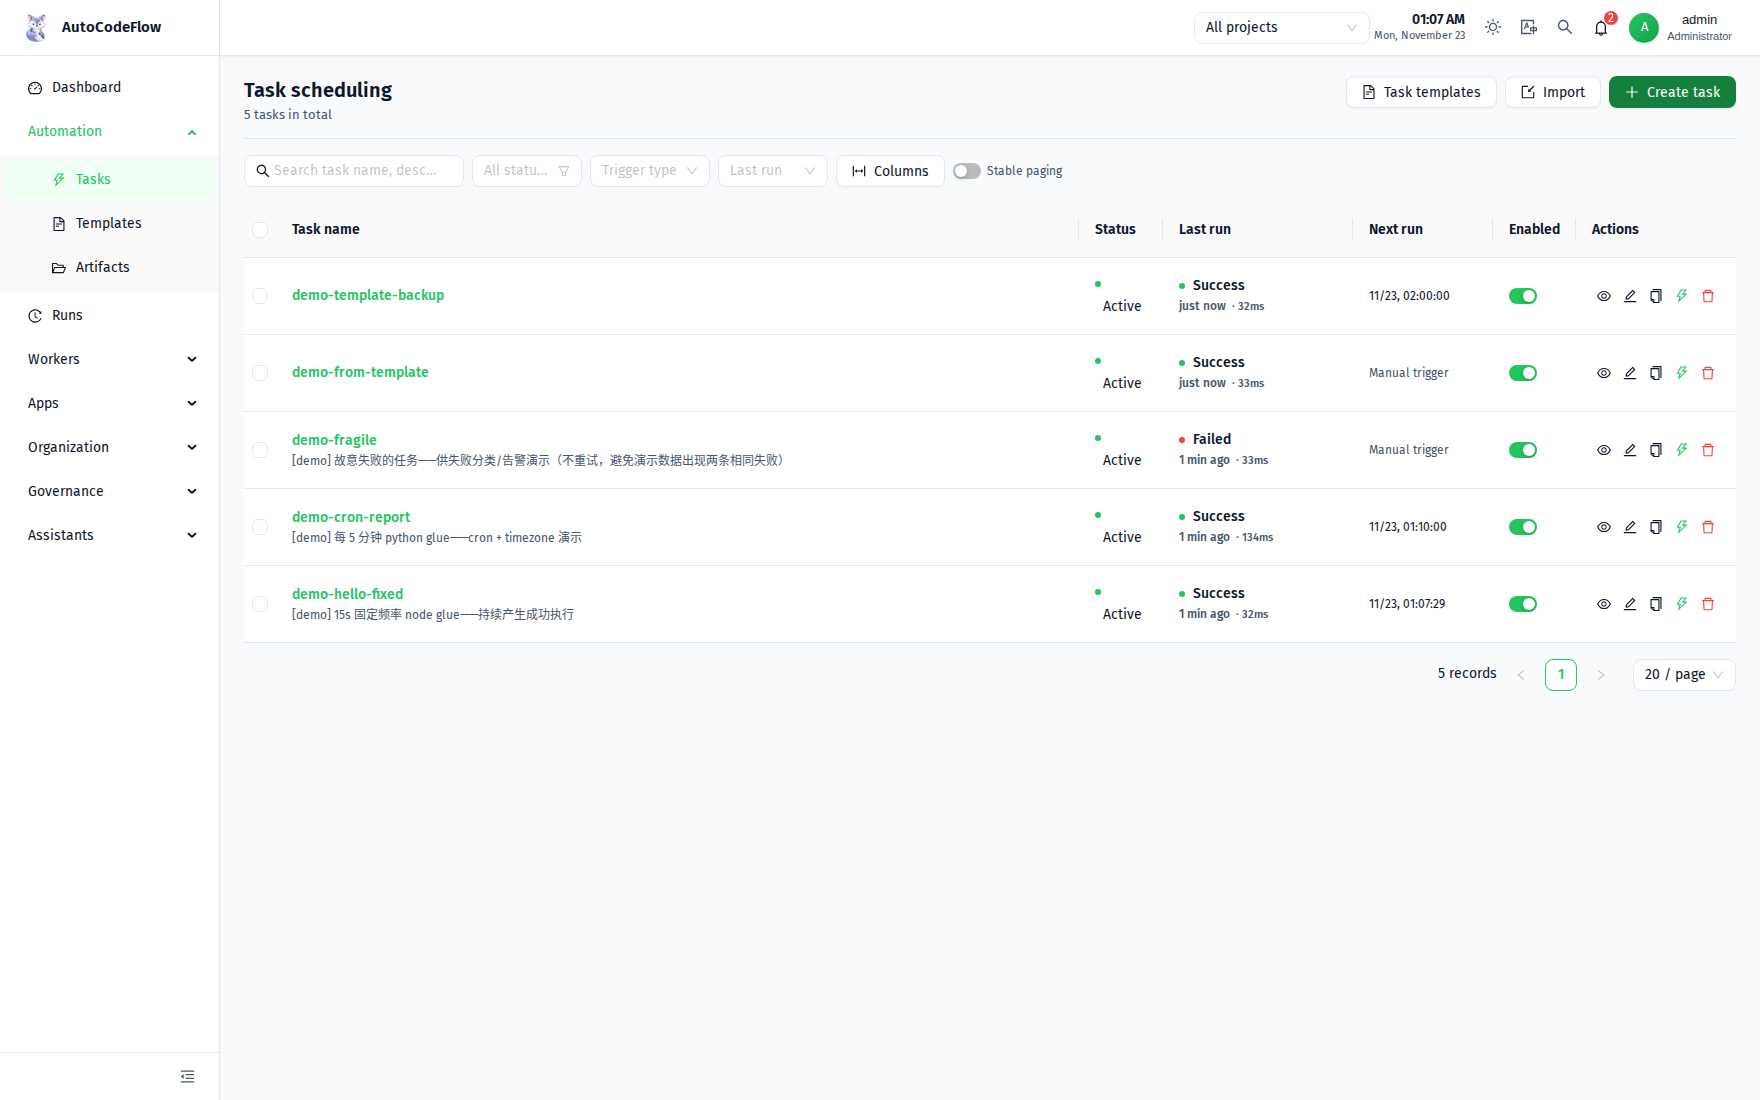 AutoCodeFlow
All projects
01:07 AM
Mon, November 23
2
A
admin
Administrator
Dashboard
Automation
Tasks
Templates
Artifacts
Runs
Workers
Apps
Organization
Governance
Assistants
Task scheduling
5 tasks in total
Task templates
Import
Create task
Search task name, desc...
All statu...
Trigger type
Last run
Columns
Stable paging
Task name
Status
Last run
Next run
Enabled
Actions
demo-template-backup
Active
Success
just now · 32ms
11/23, 02:00:00
demo-from-template
Active
Success
just now · 33ms
Manual trigger
demo-fragile
[demo] 故意失败的任务——供失败分类/告警演示（不重试，避免演示数据出现两条相同失败）
Active
Failed
1 min ago · 33ms
Manual trigger
demo-cron-report
[demo] 每 5 分钟 python glue——cron + timezone 演示
Active
Success
1 min ago · 134ms
11/23, 01:10:00
demo-hello-fixed
[demo] 15s 固定频率 node glue——持续产生成功执行
Active
Success
1 min ago · 32ms
11/23, 01:07:29
5 records
1
20 / page